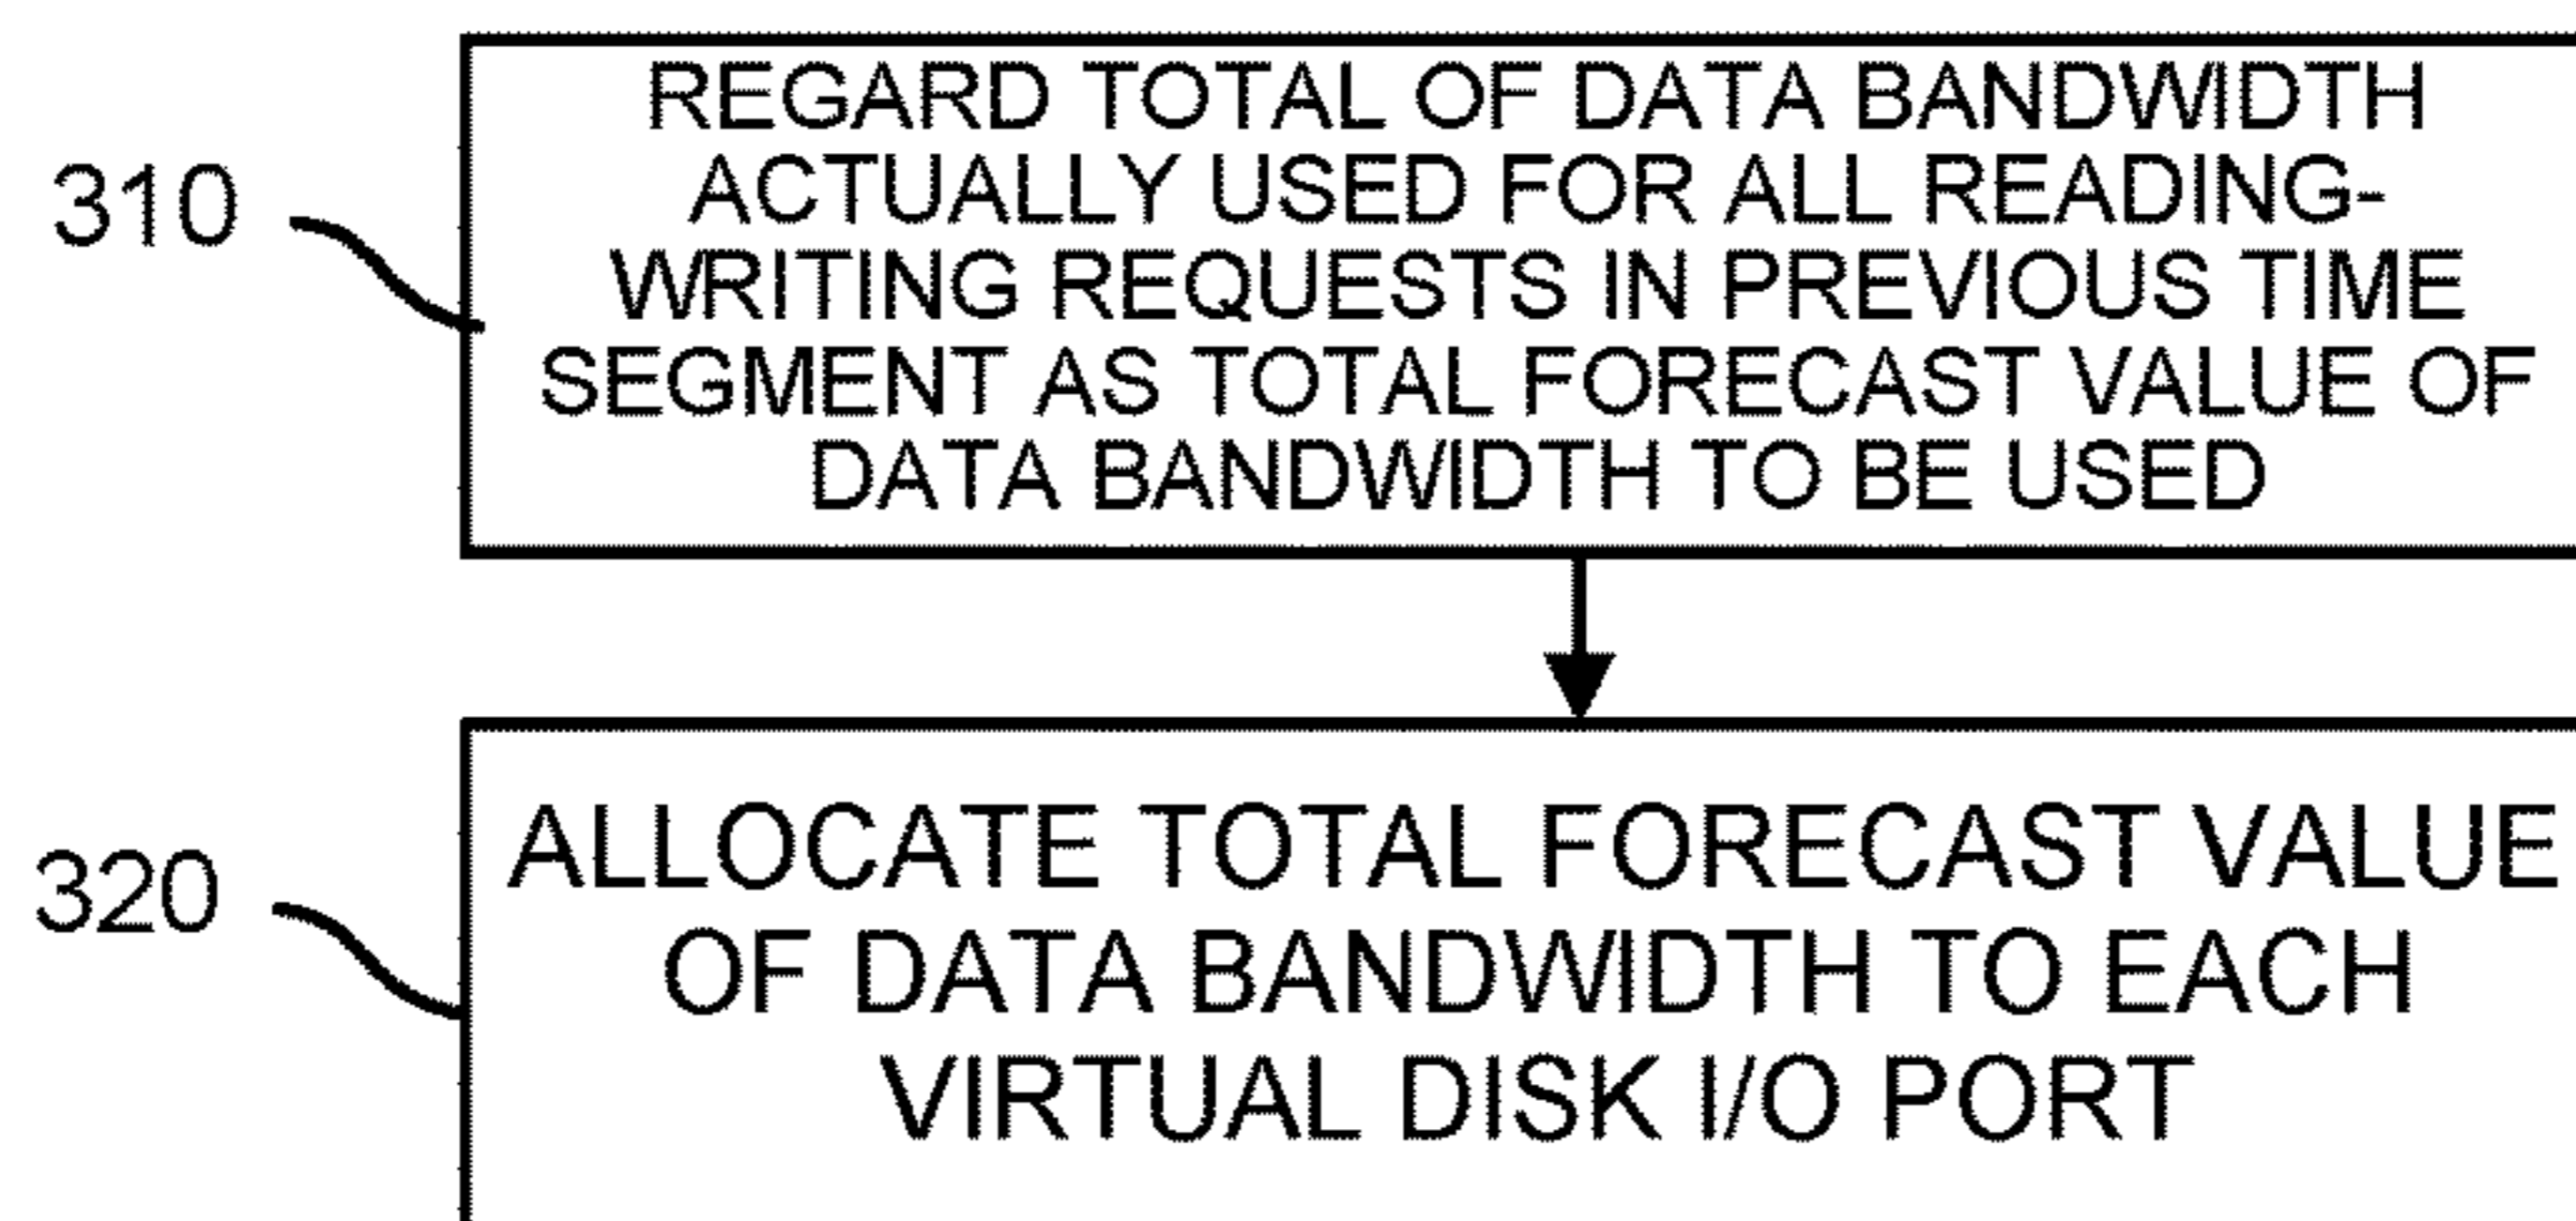 310
REGARD TOTAL OF DATA BANDWIDTH
ACTUALLY USED FOR ALL READING-
WRITING REQUESTS IN PREVIOUS TIME
SEGMENT AS TOTAL FORECAST VALUE OF
DATA BANDWIDTH TO BE USED
320
ALLOCATE TOTAL FORECAST VALUE
OF DATA BANDWIDTH TO EACH
VIRTUAL DISK I/O PORT